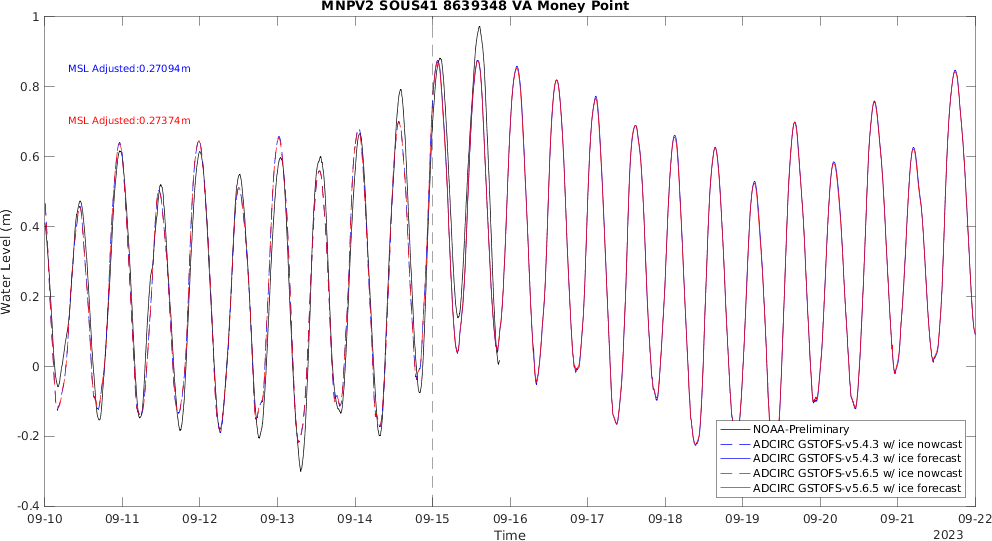 MNPV2 SOUS41 8639348 VA Money Point
MSL Adjusted:0.27094m
MSL Adjusted:0.27374m
Water Level (m)
1
0.8
0.6
0.4
0.2
0
-0.2
-0.4
NOAA-Preliminary
ADCIRC GSTOFS-v5.4.3 w/ ice nowcast
ADCIRC GSTOFS-v5.4.3 w/ ice forecast
ADCIRC GSTOFS-v5.6.5 w/ ice nowcast
ADCIRC GSTOFS-v5.6.5 w/ ice forecast
09-10 09-11 09-12 09-13 09-14 09-15 09-16 09-17 09-18 09-19 09-20 09-21 09-22
Time
2023